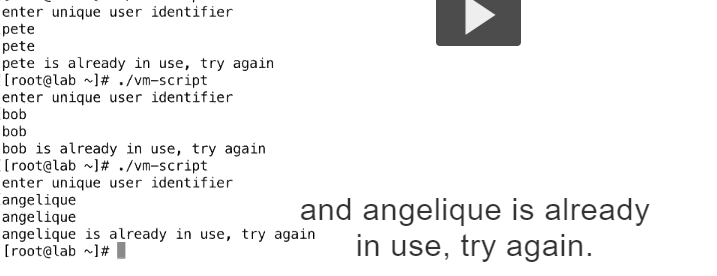 enter unique user identifier
pete
pete
pete is already in use, try again
[root@lab ~]# ./vm-script
enter unique user identifier
bob
bob
bob is already in use, try again
[root@lab ~]# ./vm-script
enter unique user identifier
angelique
angelique
angelique is already in use, try again
[root@lab ~]#
and angelique is already
in use, try again.